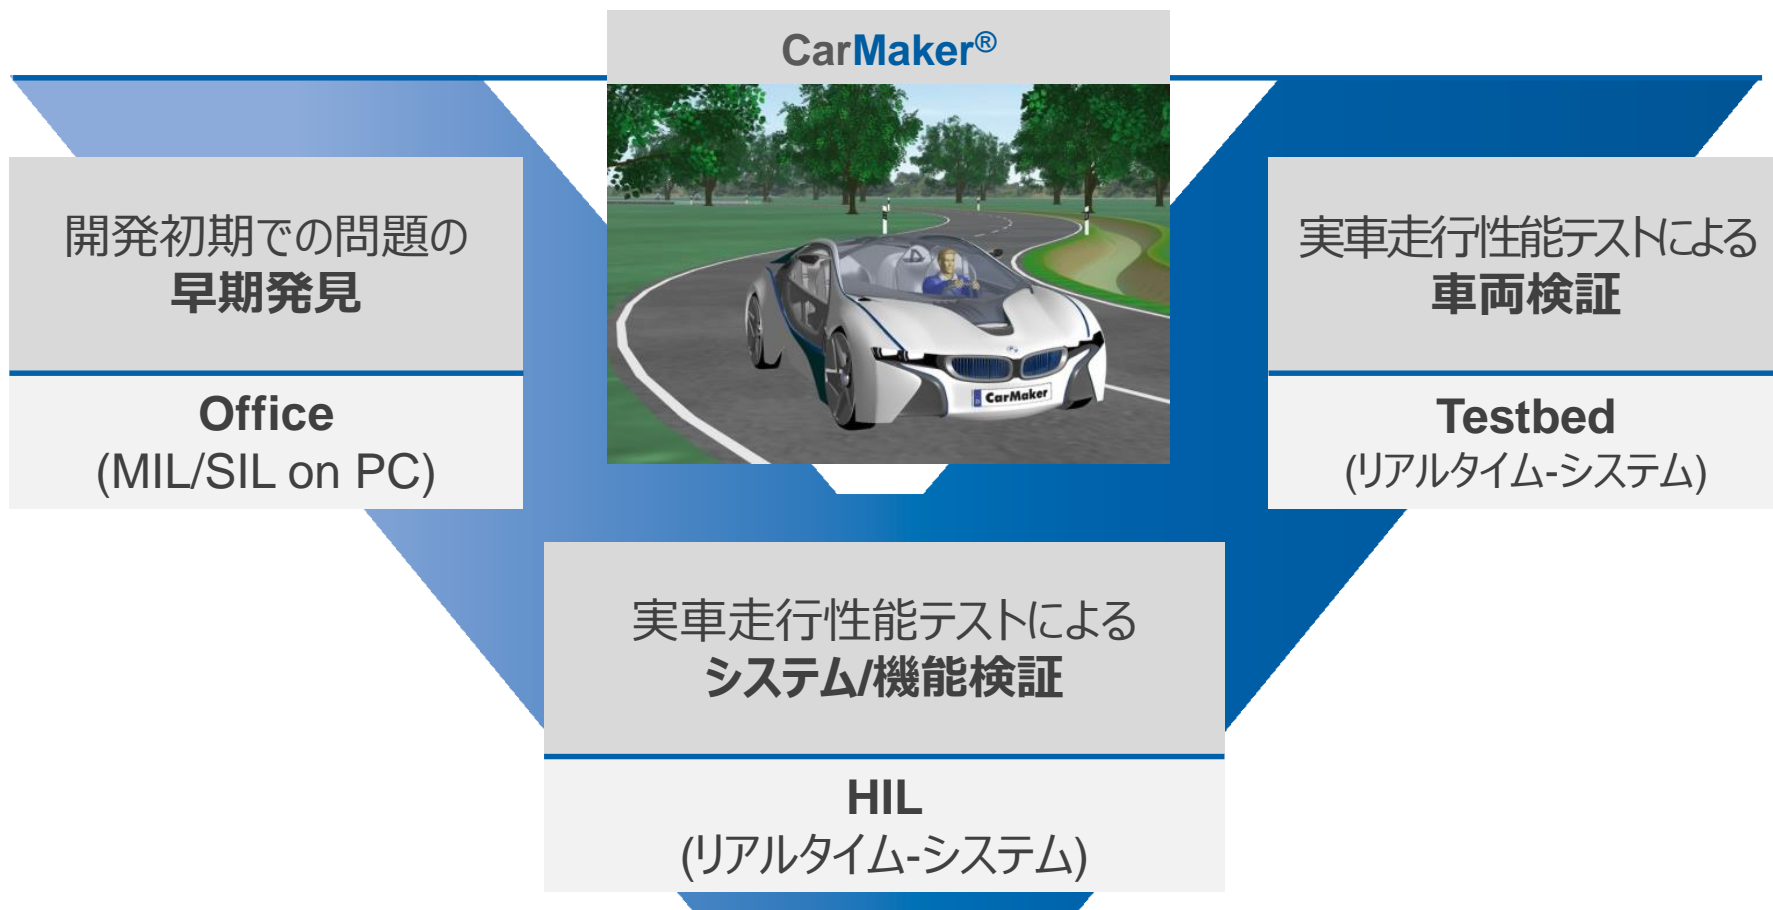 CarMaker®
開発初期での問題の
早期発見
Office
(MIL/SIL on PC)
CarMaker
実車走行性能テストによる
車両検証
Testbed
(リアルタイム-システム)
実車走行性能テストによる
システム/機能検証
HIL
(リアルタイム-システム)